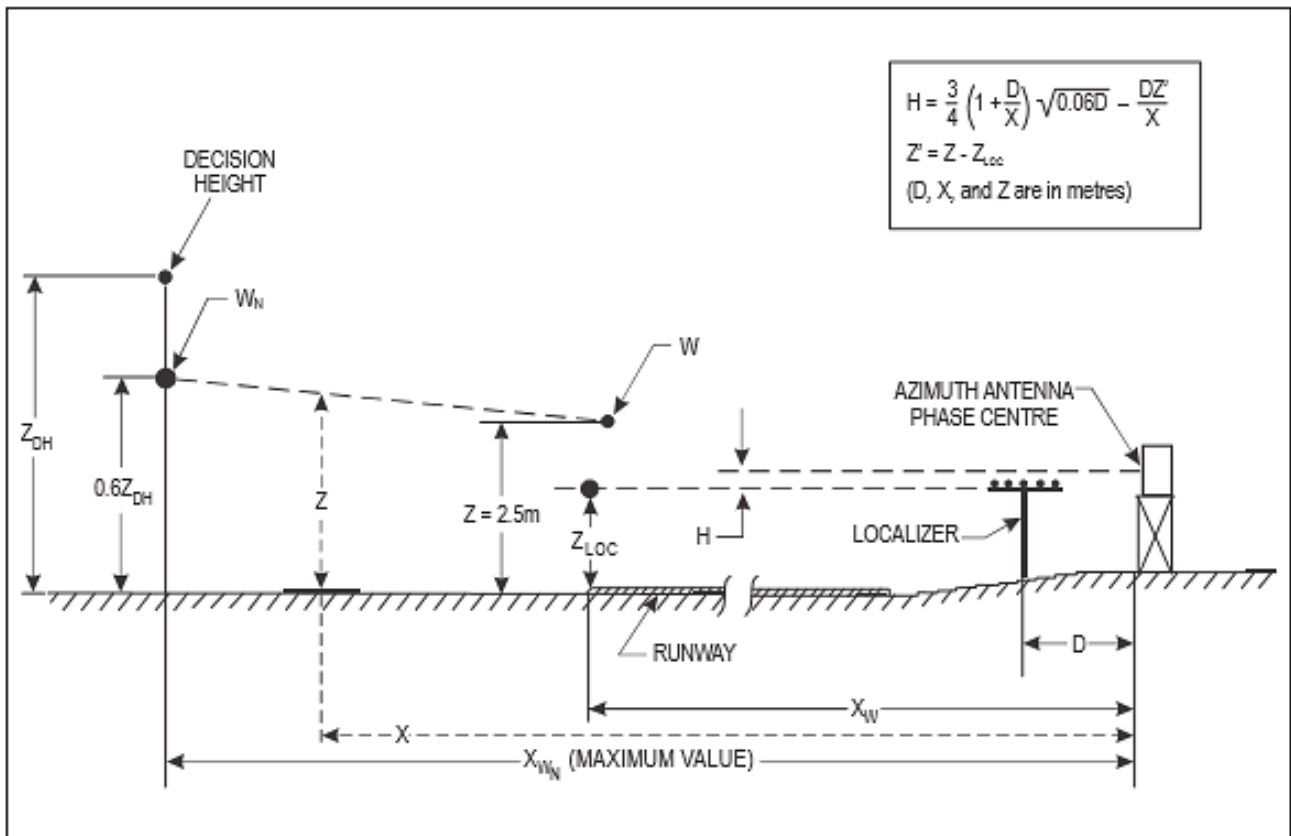 H = 3/4 (1 + D/X) √0.06D – DZ'/X
Z' = Z - Z_LOC
(D, X, and Z are in metres)
DECISION
HEIGHT
W_N
W
AZIMUTH ANTENNA
PHASE CENTRE
Z_DH
0.6Z_DH
Z
Z = 2.5m
Z_LOC
H
LOCALIZER
RUNWAY
D
X_W
X
X_W_N (MAXIMUM VALUE)